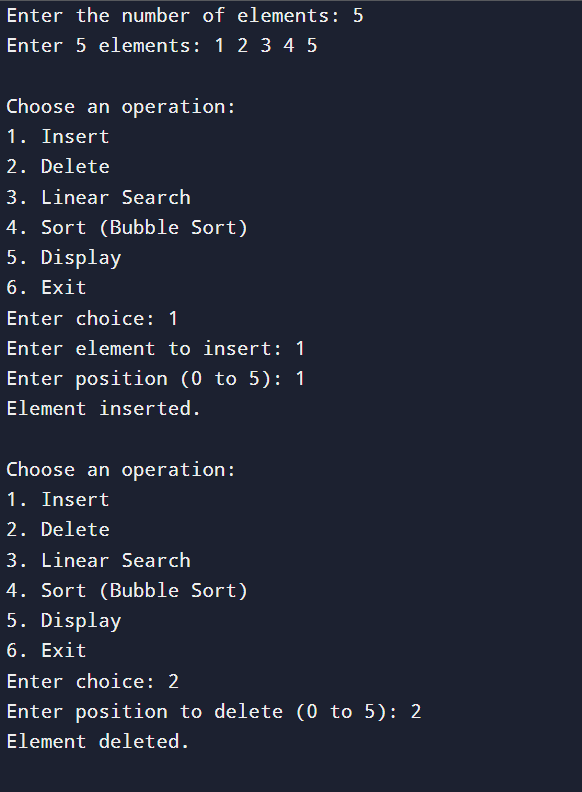 Enter the number of elements: 5
Enter 5 elements: 1 2 3 4 5
Choose an operation:
1. Insert
2. Delete
3. Linear Search
4. Sort (Bubble Sort)
5. Display
6. Exit
Enter choice: 1
Enter element to insert: 1
Enter position (0 to 5): 1
Element inserted.
Choose an operation:
1. Insert
2. Delete
3. Linear Search
4. Sort (Bubble Sort)
5. Display
6. Exit
Enter choice: 2
Enter position to delete (0 to 5): 2
Element deleted.